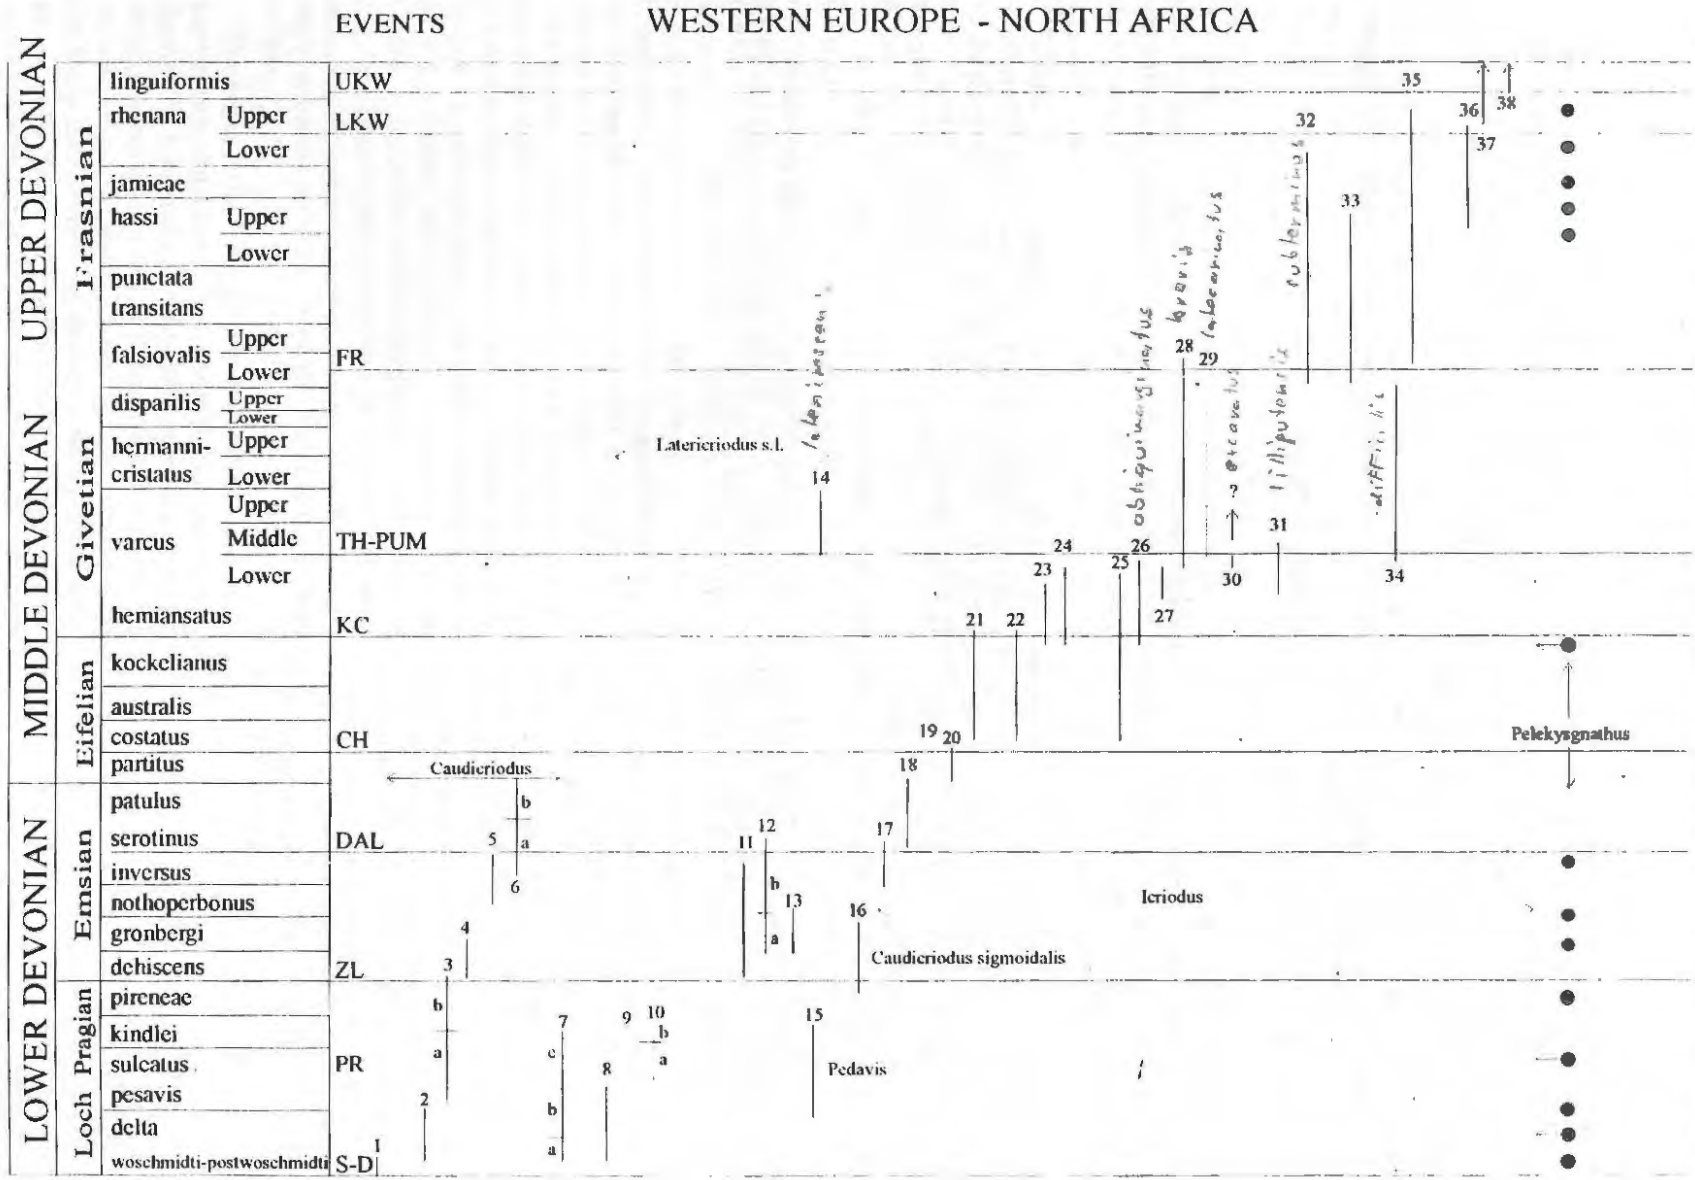 EVENTS WESTERN EUROPE - NORTH AFRICA
UPPER DEVONIAN
MIDDLE DEVONIAN
LOWER DEVONIAN
Frasnian
Givetian
Eifelian
Emsian
Pragian
Loch
linguiformis UKW
rhenana Upper LKW
Lower
jamieae
hassi Upper
Lower
punctata
transitans
falsiovalis Upper FR
Lower
disparilis Upper
Lower
hermanni- Upper
cristatus Lower
varcus Upper
Middle TH-PUM
Lower
hemiansatus KC
kockelianus
australis
costatus CH
partitus
patulus
serotinus DAL
inversus
nothoperbonus
gronbergi
dehiscens ZL
pireneae
kindlei
sulcatus PR
pesavis
delta
woschmidti-postwoschmidti S-D
35
36 38
32
37
33
subterminus
latecarinatus
brevis
28
29
obliquimarginatus
excavatus
lilliputensis
difficilis
Latericriodus s.l.
14
?
31
24 26
23 25
30 34
27
21 22
19 20
Pelekysgnathus
Caudicriodus
18
b
5 a
6
12
11
17
b
13
a
16
Icriodus
4
Caudicriodus sigmoidalis
3
b
a
7 9 10
c b
a
8
15
Pedavis
2
b
a
1